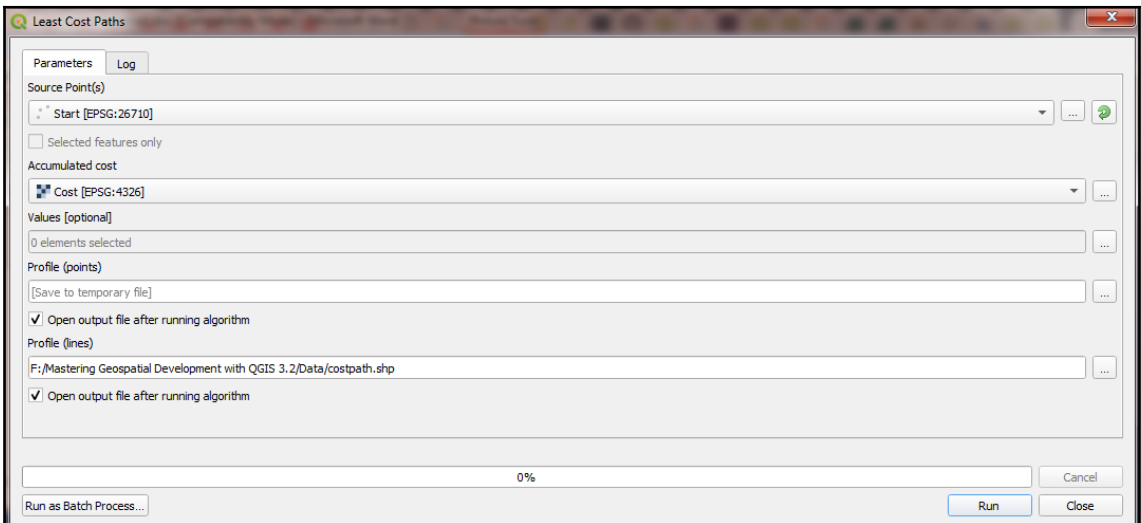 Least Cost Paths
Parameters Log
Source Point(s)
Start [EPSG:26710]
...
Selected features only
Accumulated cost
Cost [EPSG:4326]
...
Values [optional]
0 elements selected
...
Profile (points)
[Save to temporary file]
...
Open output file after running algorithm
Profile (lines)
F:/Mastering Geospatial Development with QGIS 3.2/Data/costpath.shp
...
Open output file after running algorithm
0%
Cancel
Run as Batch Process...
Run
Close